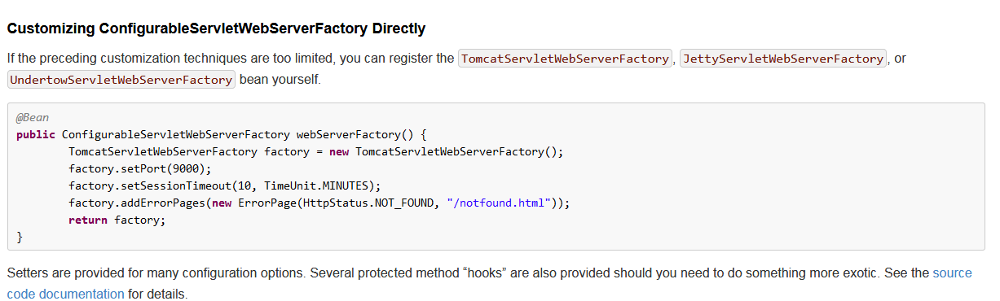 Customizing ConfigurableServletWebServerFactory Directly
If the preceding customization techniques are too limited, you can register the TomcatServletWebServerFactory, JettyServletWebServerFactory, or
UndertowServletWebServerFactory bean yourself.
@Bean
public ConfigurableServletWebServerFactory webServerFactory() {
        TomcatServletWebServerFactory factory = new TomcatServletWebServerFactory();
        factory.setPort(9000);
        factory.setSessionTimeout(10, TimeUnit.MINUTES);
        factory.addErrorPages(new ErrorPage(HttpStatus.NOT_FOUND, "/notfound.html"));
        return factory;
}
Setters are provided for many configuration options. Several protected method “hooks” are also provided should you need to do something more exotic. See the source
code documentation for details.